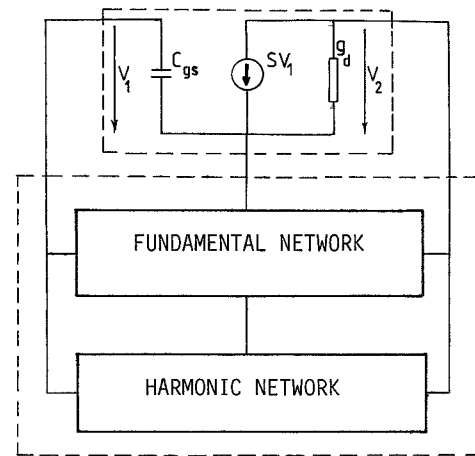 V1
Cgs
SV1
gd
V2
FUNDAMENTAL NETWORK
HARMONIC NETWORK